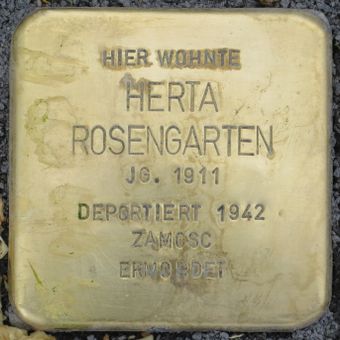 HIER WOHNTE
HERTA
ROSENGARTEN
JG. 1911
DEPORTIERT 1942
ZAMOSC
ERMORDET